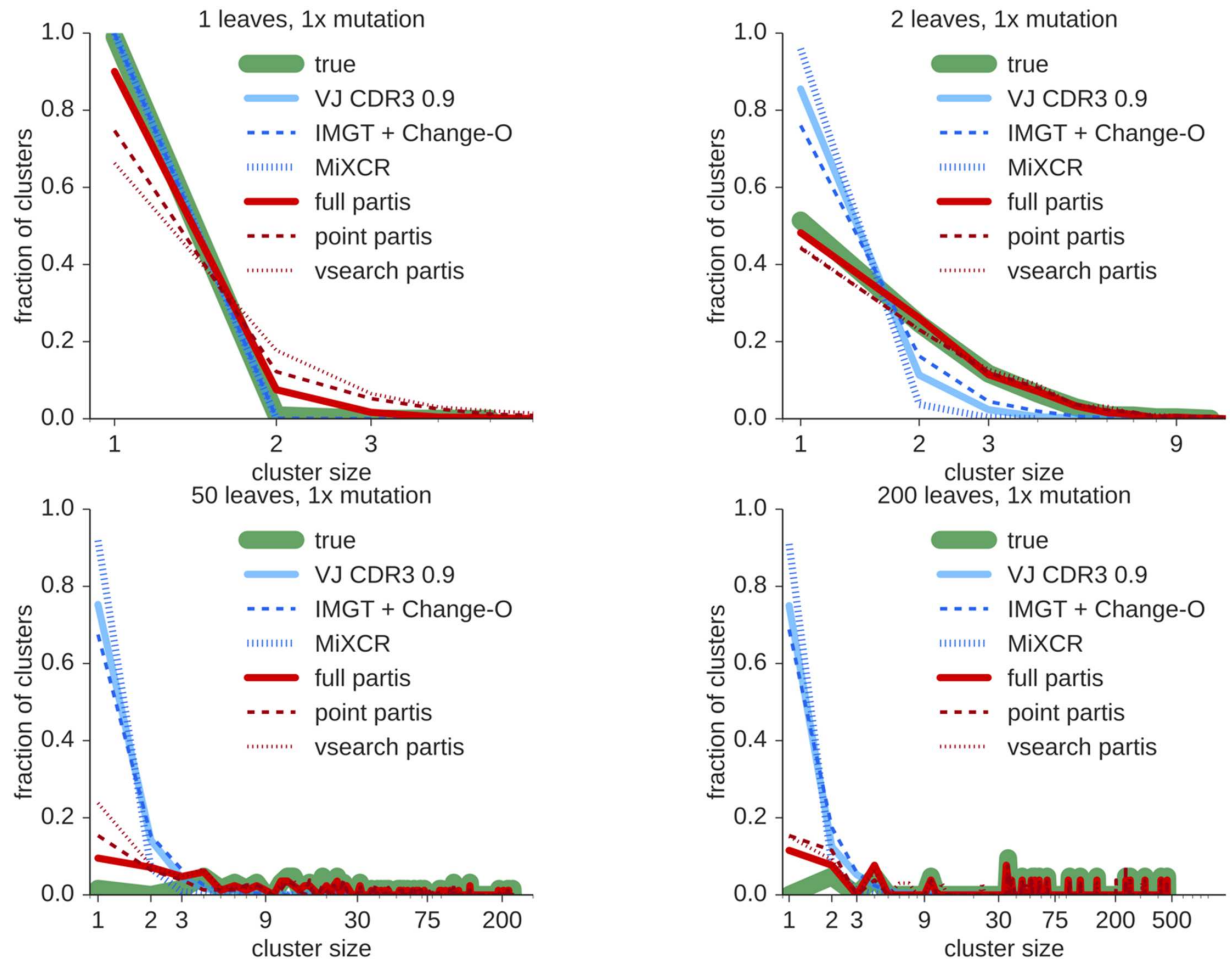 1 leaves, 1x mutation
1.0
0.8
0.6
0.4
0.2
0.0
fraction of clusters
true
VJ CDR3 0.9
IMGT + Change-O
MiXCR
full partis
point partis
vsearch partis
1 2 3
cluster size
2 leaves, 1x mutation
1.0
0.8
0.6
0.4
0.2
0.0
fraction of clusters
true
VJ CDR3 0.9
IMGT + Change-O
MiXCR
full partis
point partis
vsearch partis
1 2 3 9
cluster size
50 leaves, 1x mutation
1.0
0.8
0.6
0.4
0.2
0.0
fraction of clusters
true
VJ CDR3 0.9
IMGT + Change-O
MiXCR
full partis
point partis
vsearch partis
1 2 3 9 30 75 200
cluster size
200 leaves, 1x mutation
1.0
0.8
0.6
0.4
0.2
0.0
fraction of clusters
true
VJ CDR3 0.9
IMGT + Change-O
MiXCR
full partis
point partis
vsearch partis
1 2 3 9 30 75 200 500
cluster size